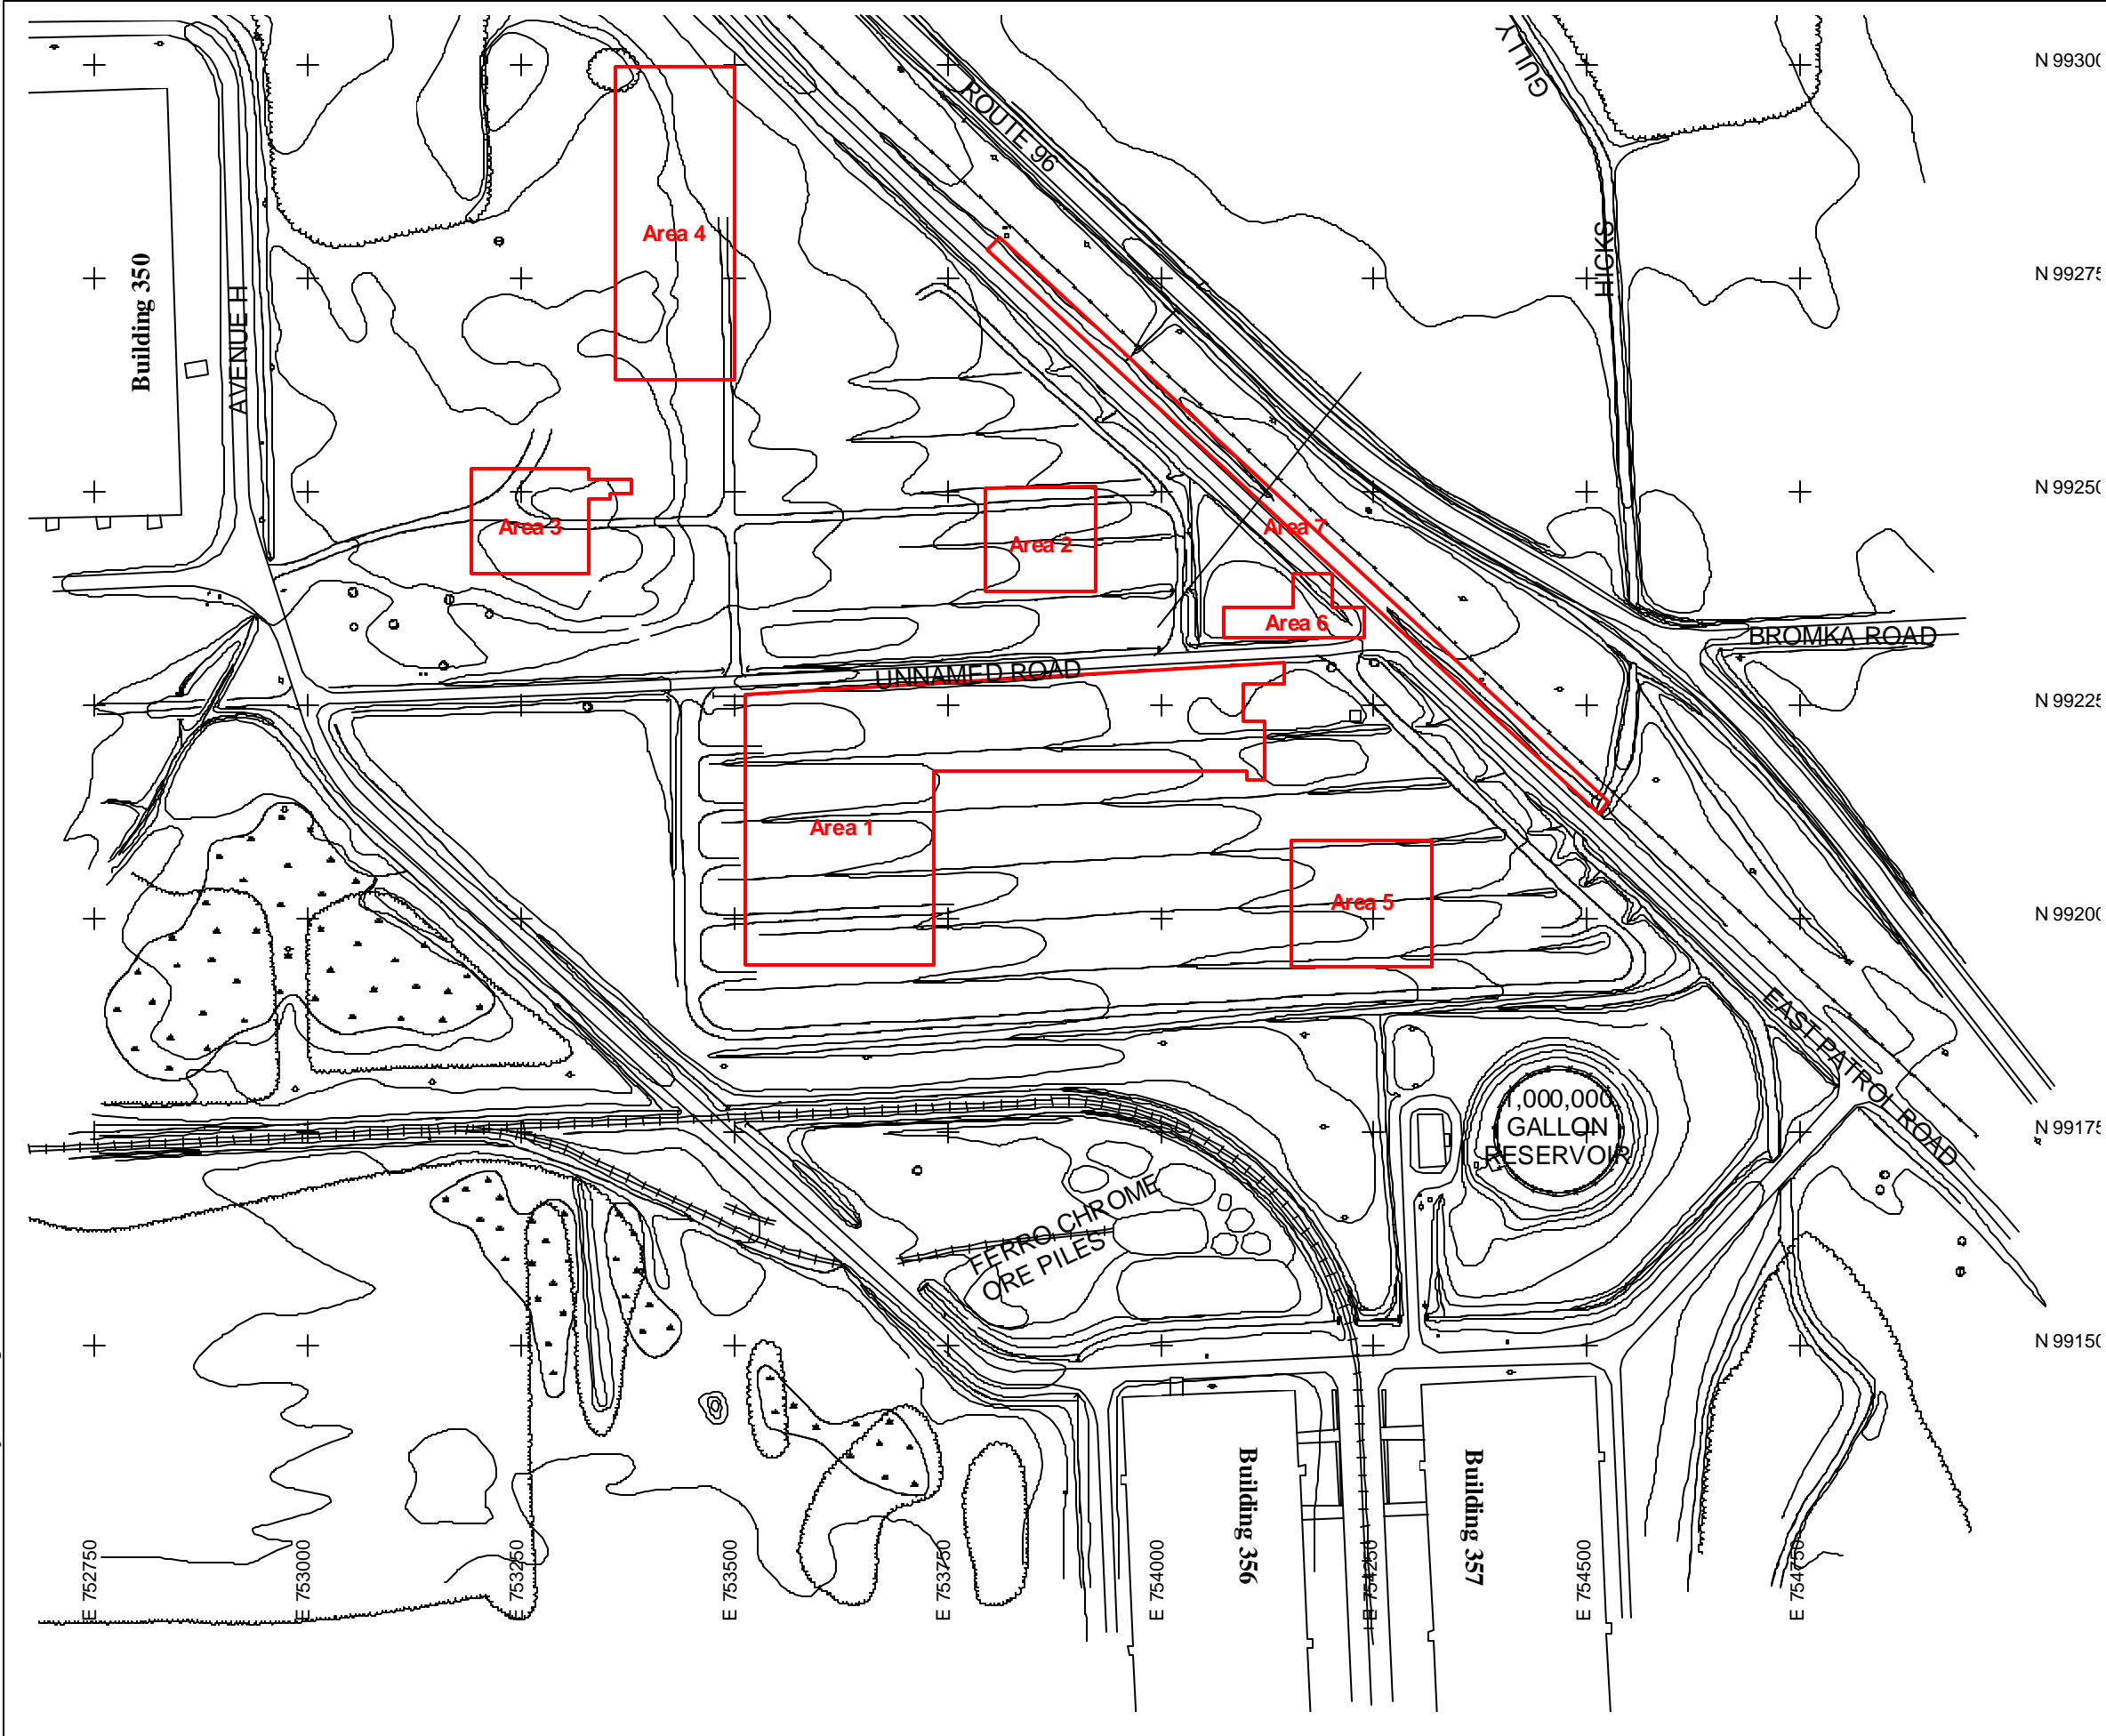 GULLY
N 99300
ROUTE 96
Area 4
HICKS
Building 350
AVENUE H
N 99275
N 99250
Area 3
Area 7
Area 2
Area 6
BROMKA ROAD
UNNAMED ROAD
N 99225
Area 1
Area 5
N 99200
EAST PATROL ROAD
1,000,000
GALLON
RESERVOIR
N 99175
FERRO CHROME
ORE PILES
N 99150
Building 356
Building 357
E 752750
E 753000
E 753250
E 753500
E 753750
E 754000
E 754250
E 754500
E 754750